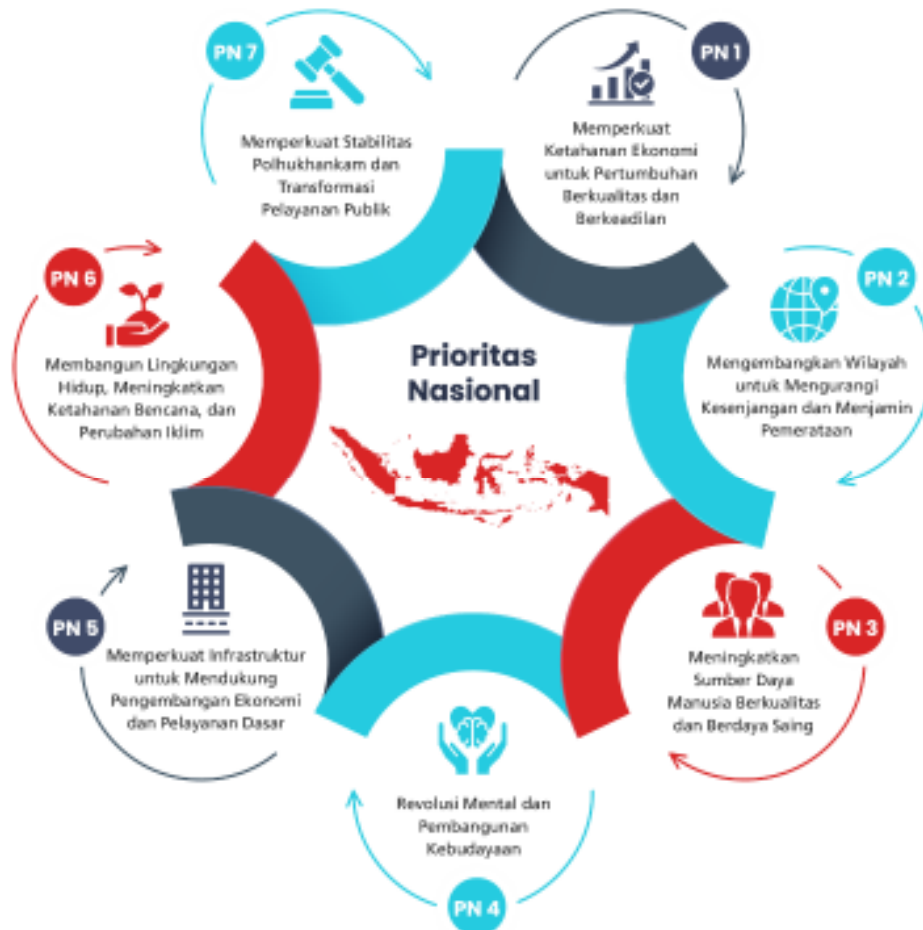 Prioritas
Nasional
PN 1
Memperkuat
Ketahanan Ekonomi
untuk Pertumbuhan
Berkualitas dan
Berkeadilan
PN 2
Mengembangkan Wilayah
untuk Mengurangi
Kesenjangan dan Menjamin
Pemerataan
PN 3
Meningkatkan
Sumber Daya
Manusia Berkualitas
dan Berdaya Saing
PN 4
Revolusi Mental dan
Pembangunan
Kebudayaan
PN 5
Memperkuat Infrastruktur
untuk Mendukung
Pengembangan Ekonomi
dan Pelayanan Dasar
PN 6
Membangun Lingkungan
Hidup, Meningkatkan
Ketahanan Bencana, dan
Perubahan Iklim
PN 7
Memperkuat Stabilitas
Polhukhankam dan
Transformasi
Pelayanan Publik